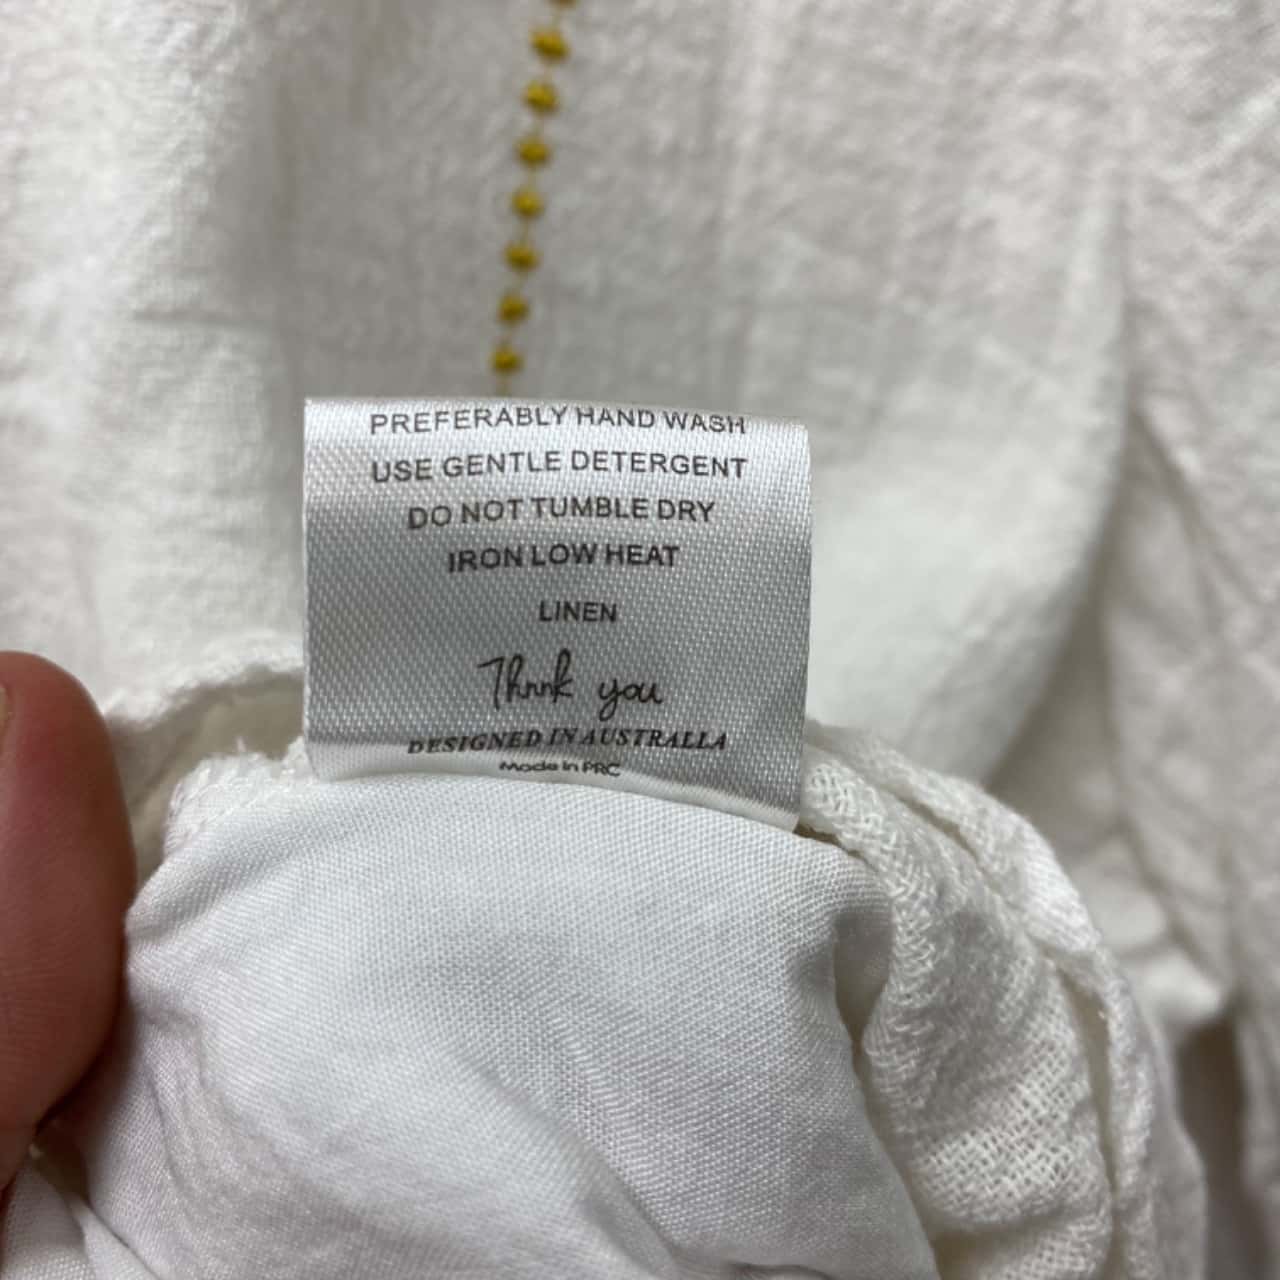 PREFERABLY HAND WASH
USE GENTLE DETERGENT
DO NOT TUMBLE DRY
IRON LOW HEAT
LINEN
Thank you
DESIGNED IN AUSTRALLA
Made In PRC